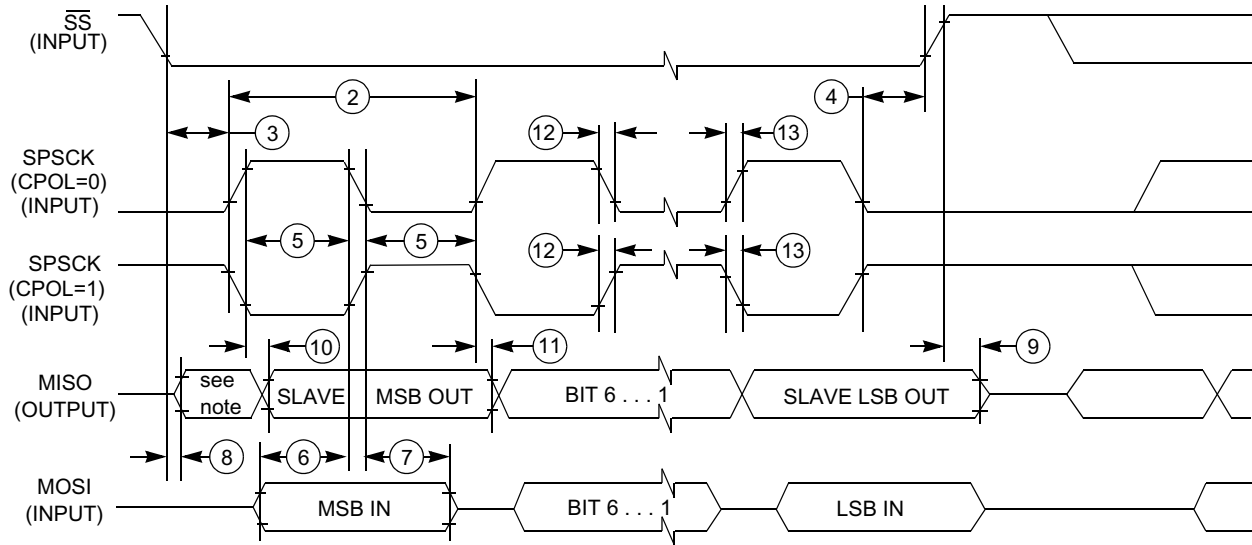 SS
(INPUT)
2
4
3
12
13
SPSCK
(CPOL=0)
(INPUT)
5
5
12
13
SPSCK
(CPOL=1)
(INPUT)
10
11
9
MISO
(OUTPUT)
see
note
SLAVE
MSB OUT
BIT 6 . . . 1
SLAVE LSB OUT
8
6
7
MOSI
(INPUT)
MSB IN
BIT 6 . . . 1
LSB IN